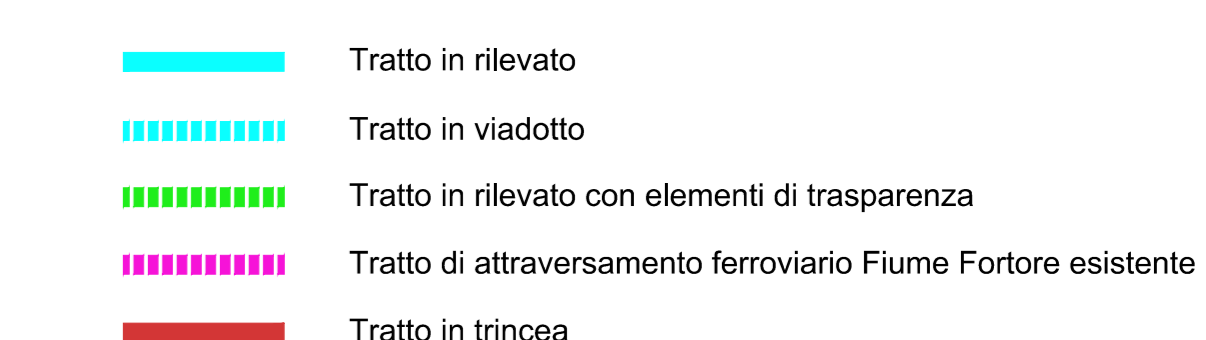 Tratto in rilevato
Tratto in viadotto
Tratto in rilevato con elementi di trasparenza
Tratto di attraversamento ferroviario Fiume Fortore esistente
Tratto in trincea